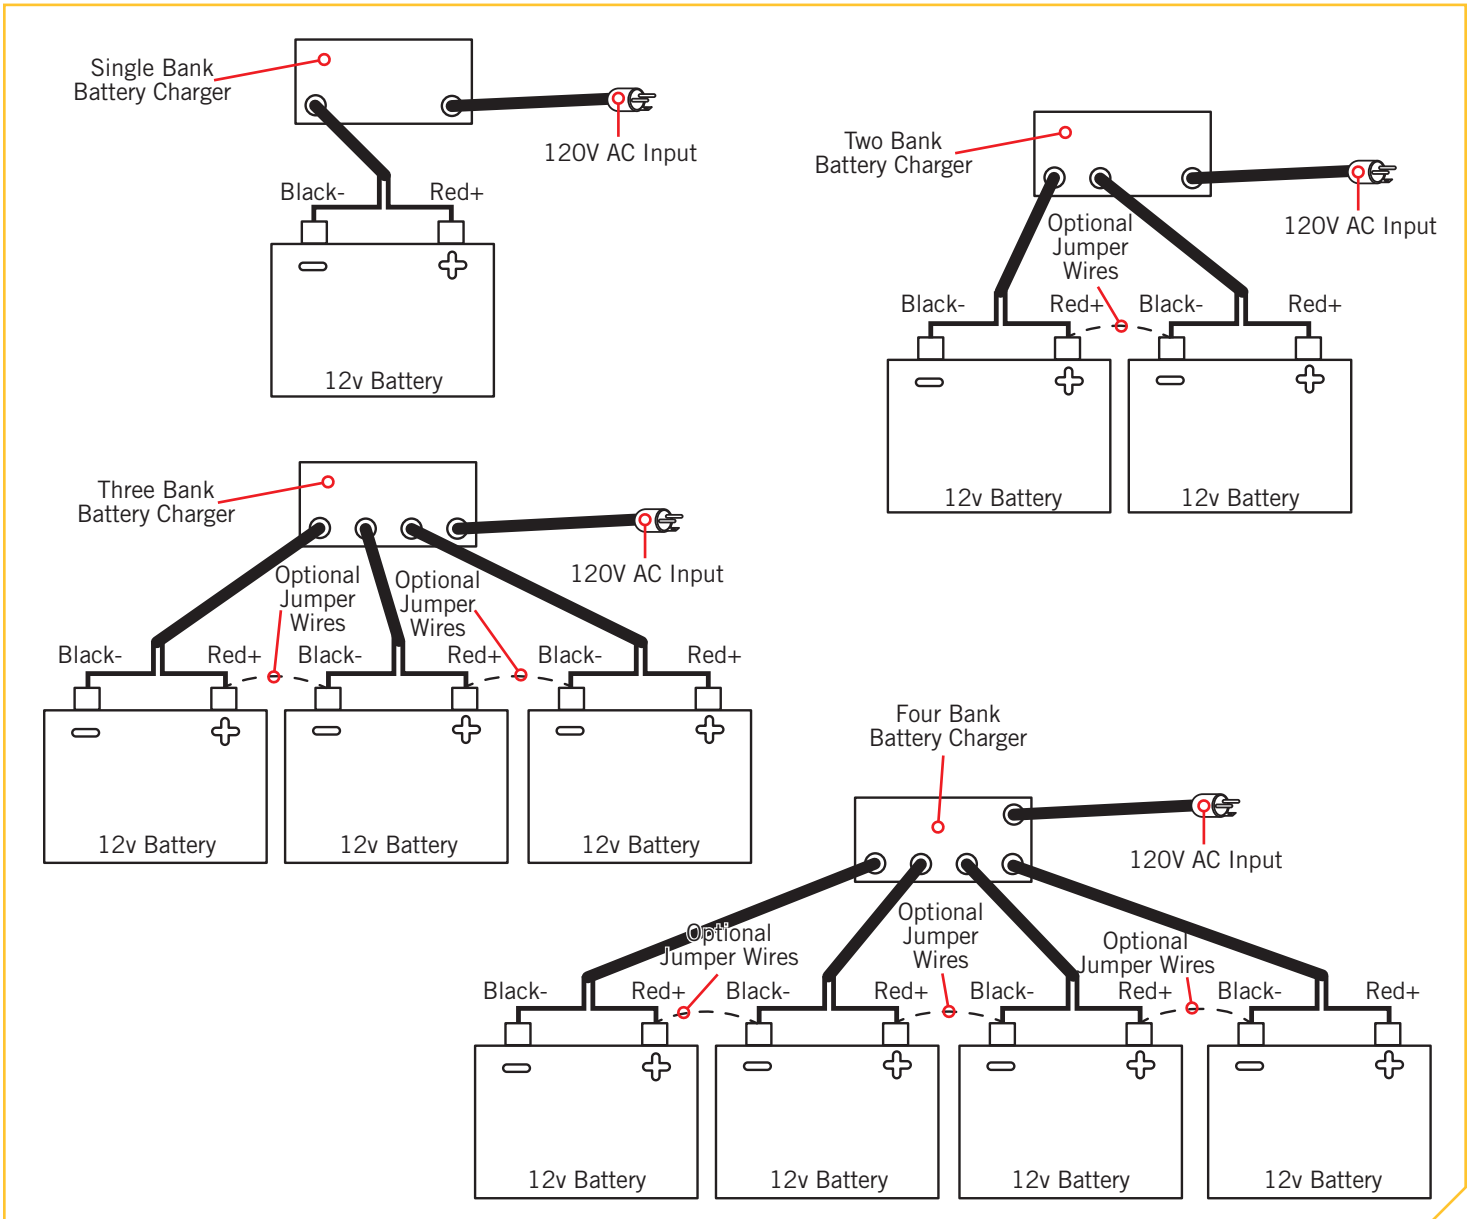 Single Bank
Battery Charger
120V AC Input
Black-
Red+
12v Battery
Two Bank
Battery Charger
120V AC Input
Optional
Jumper
Wires
Black-
Red+
Black-
Red+
12v Battery
12v Battery
Three Bank
Battery Charger
120V AC Input
Optional
Jumper
Wires
Optional
Jumper
Wires
Black-
Red+
Black-
Red+
Black-
Red+
12v Battery
12v Battery
12v Battery
Four Bank
Battery Charger
120V AC Input
Optional
Jumper Wires
Optional
Jumper
Wires
Optional
Jumper Wires
Black-
Red+
Black-
Red+
Black-
Red+
Black-
Red+
12v Battery
12v Battery
12v Battery
12v Battery